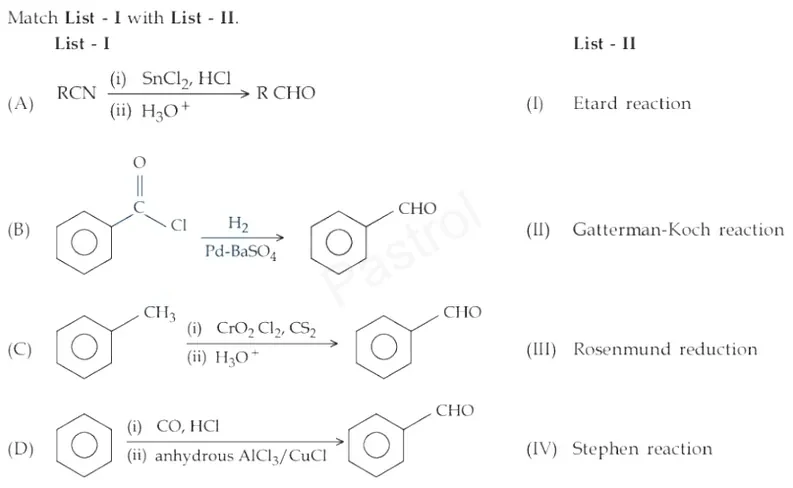 Match List - I with List - II.
List - I List - II
(A) RCN (i) SnCl₂, HCl (ii) H₃O⁺ R CHO (I) Etard reaction
(B) O C Cl H₂ Pd-BaSO₄ CHO (II) Gatterman-Koch reaction
(C) CH₃ (i) CrO₂ Cl₂, CS₂ (ii) H₃O⁺ CHO (III) Rosenmund reduction
(D) (i) CO, HCl (ii) anhydrous AlCl₃/CuCl CHO (IV) Stephen reaction
Pastrol